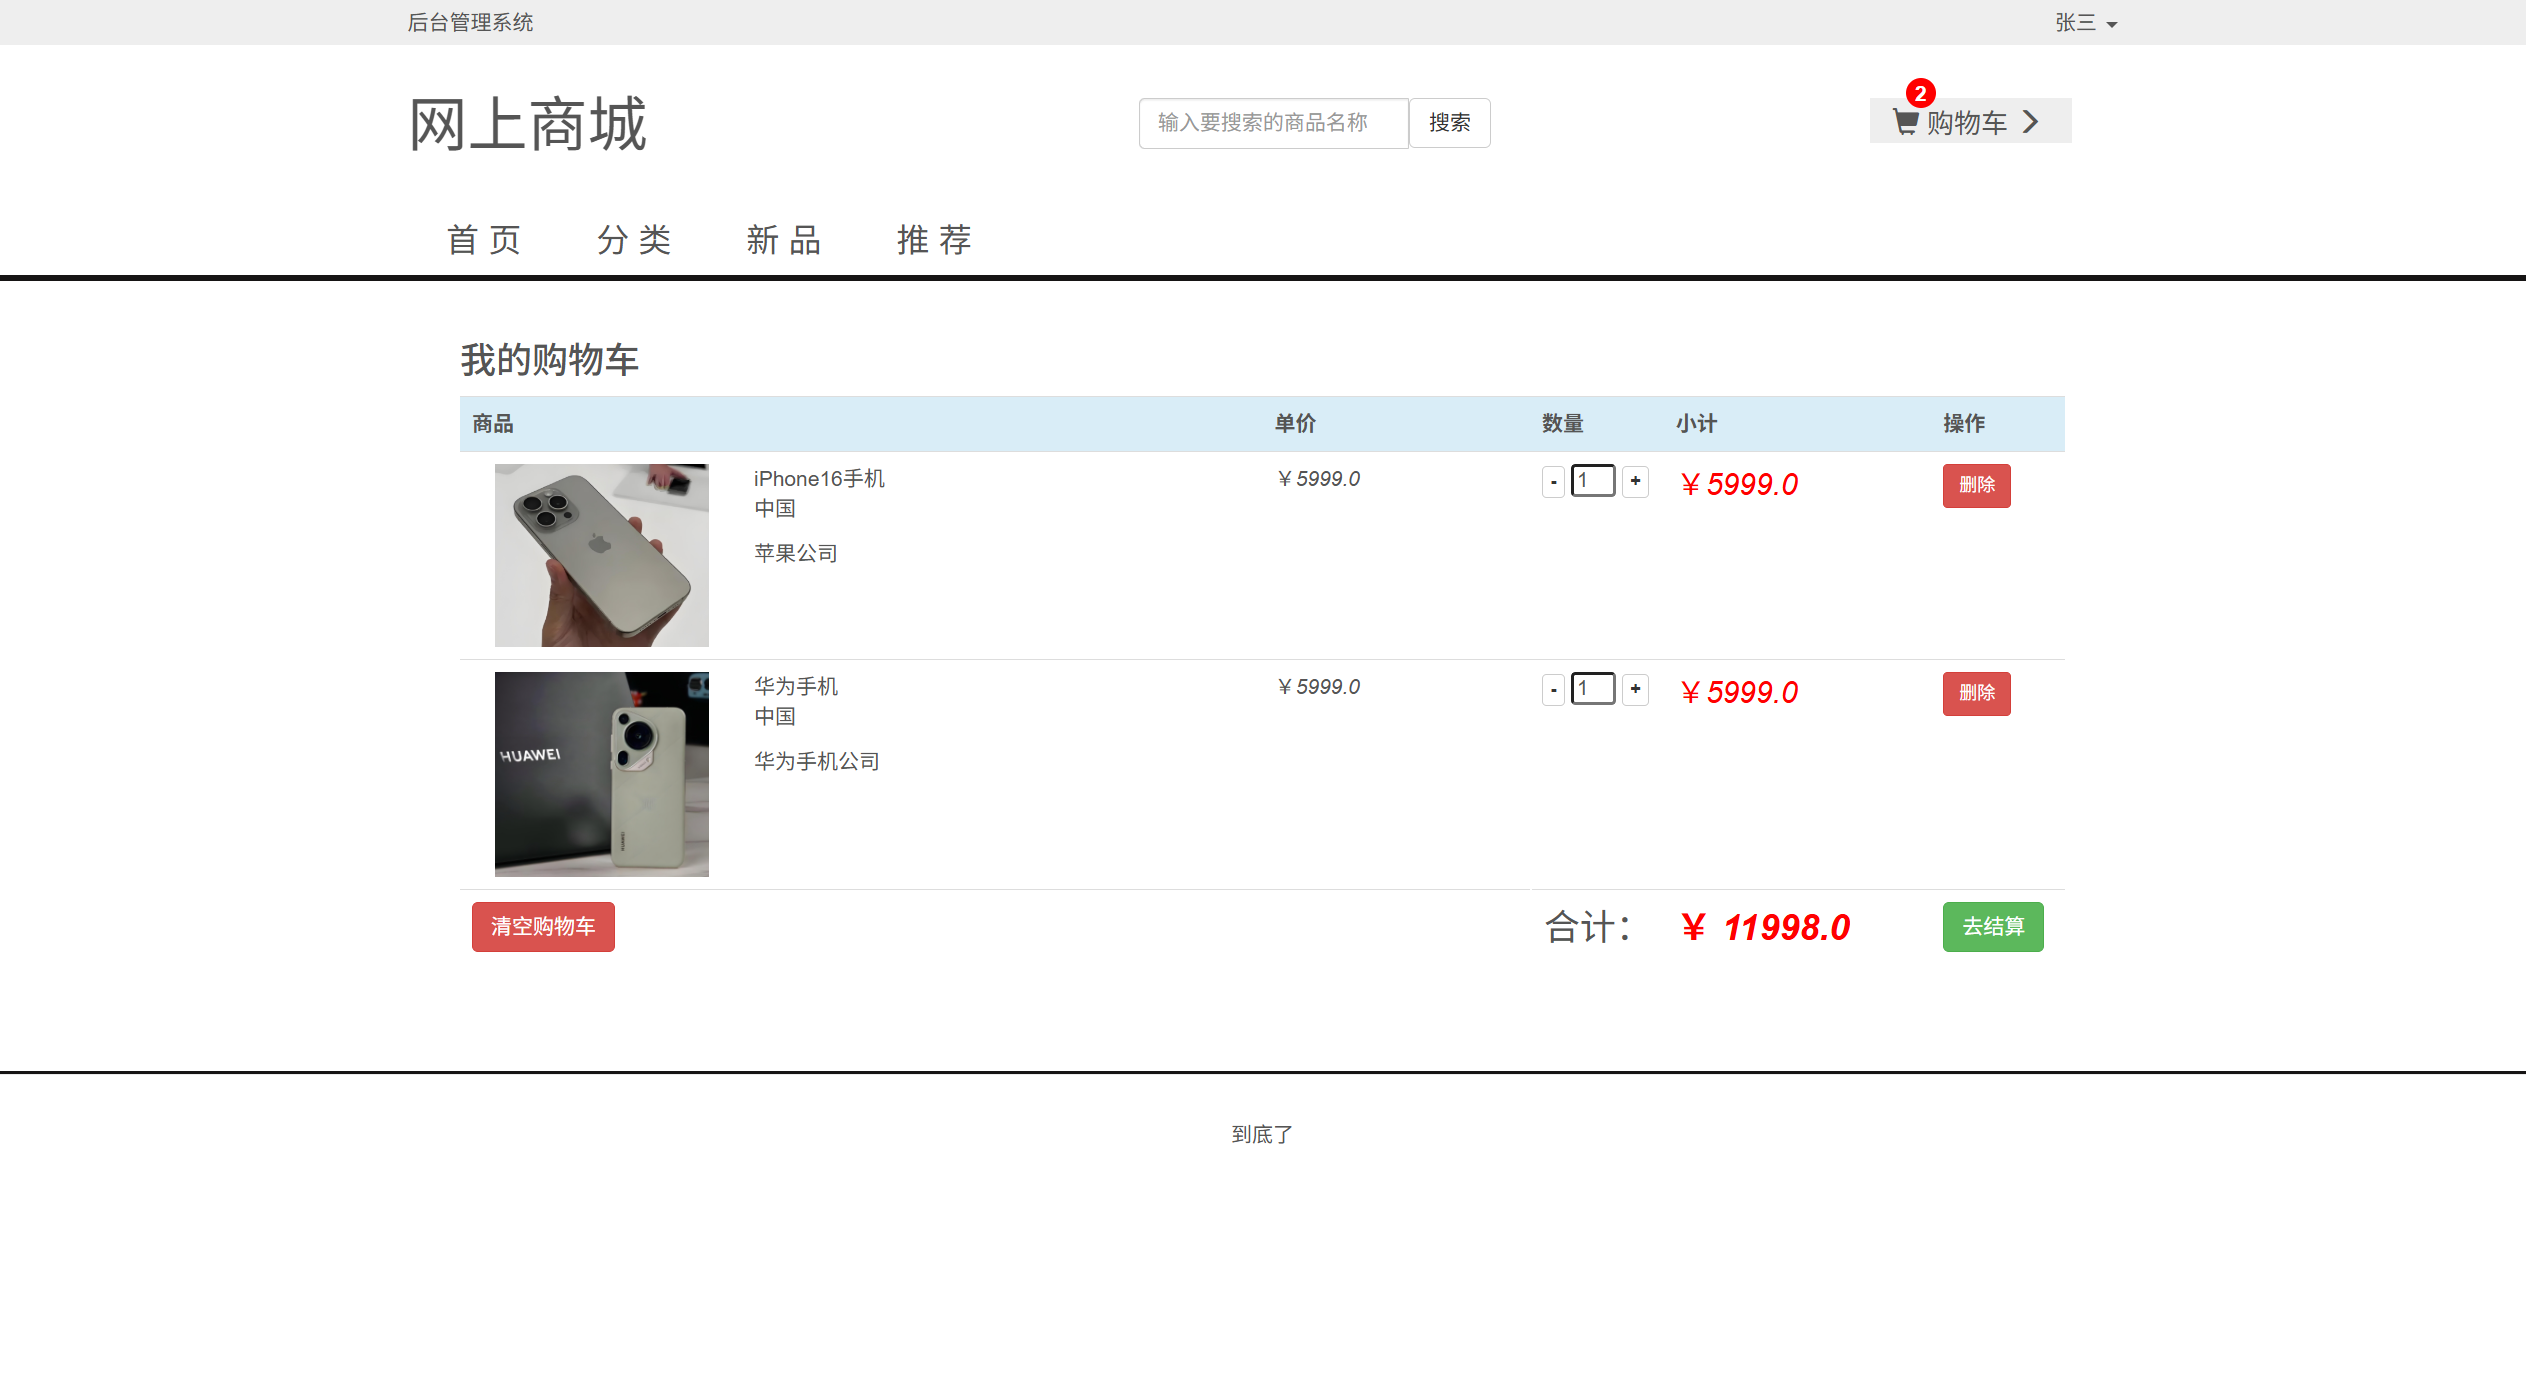 后台管理系统
张三
网上商城
输入要搜索的商品名称
搜索
2
购物车
首页
分类
新品
推荐
我的购物车
商品 单价 数量 小计 操作
iPhone16手机 ￥5999.0 - 1 + ￥5999.0 删除
中国
苹果公司
华为手机 ￥5999.0 - 1 + ￥5999.0 删除
中国
华为手机公司
HUAWEI
清空购物车 合计： ￥ 11998.0 去结算
到底了